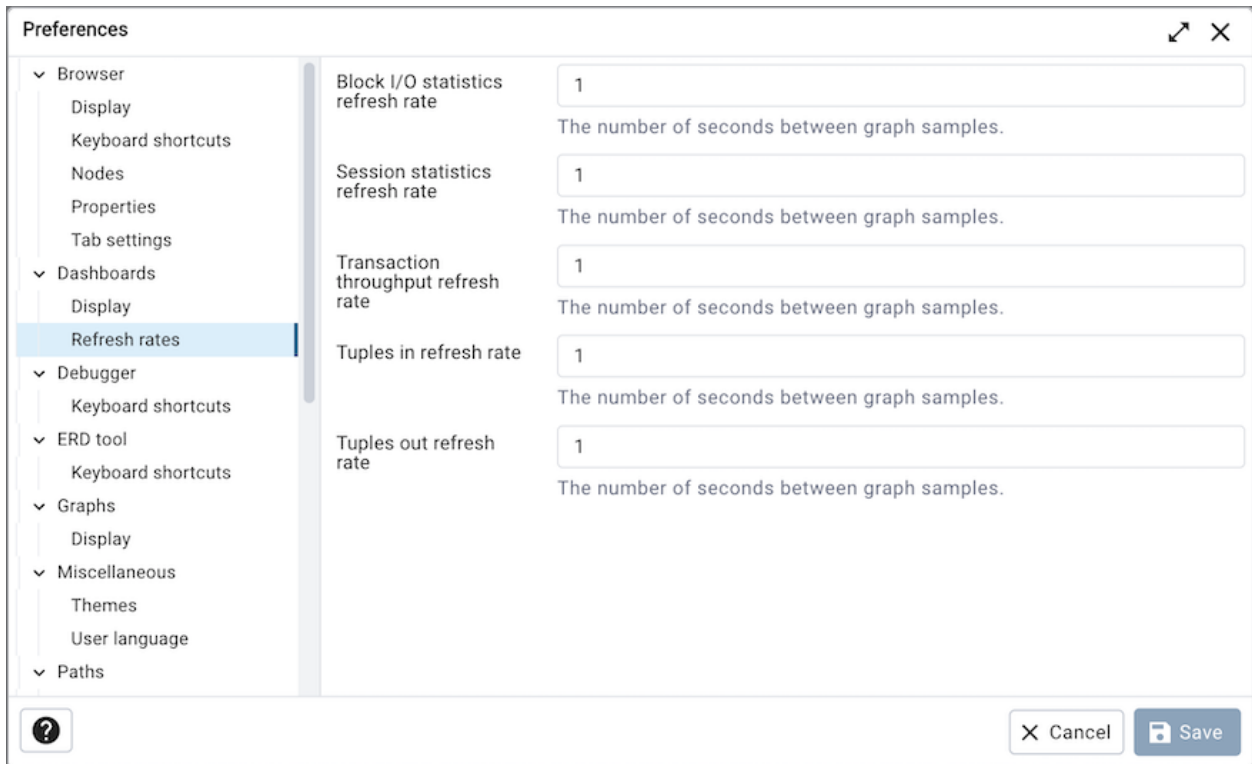 Preferences
Browser
Display
Keyboard shortcuts
Nodes
Properties
Tab settings
Dashboards
Display
Refresh rates
Debugger
Keyboard shortcuts
ERD tool
Keyboard shortcuts
Graphs
Display
Miscellaneous
Themes
User language
Paths
Block I/O statistics
refresh rate
1
The number of seconds between graph samples.
Session statistics
refresh rate
1
The number of seconds between graph samples.
Transaction
throughput refresh
rate
1
The number of seconds between graph samples.
Tuples in refresh rate
1
The number of seconds between graph samples.
Tuples out refresh
rate
1
The number of seconds between graph samples.
?
Cancel
Save